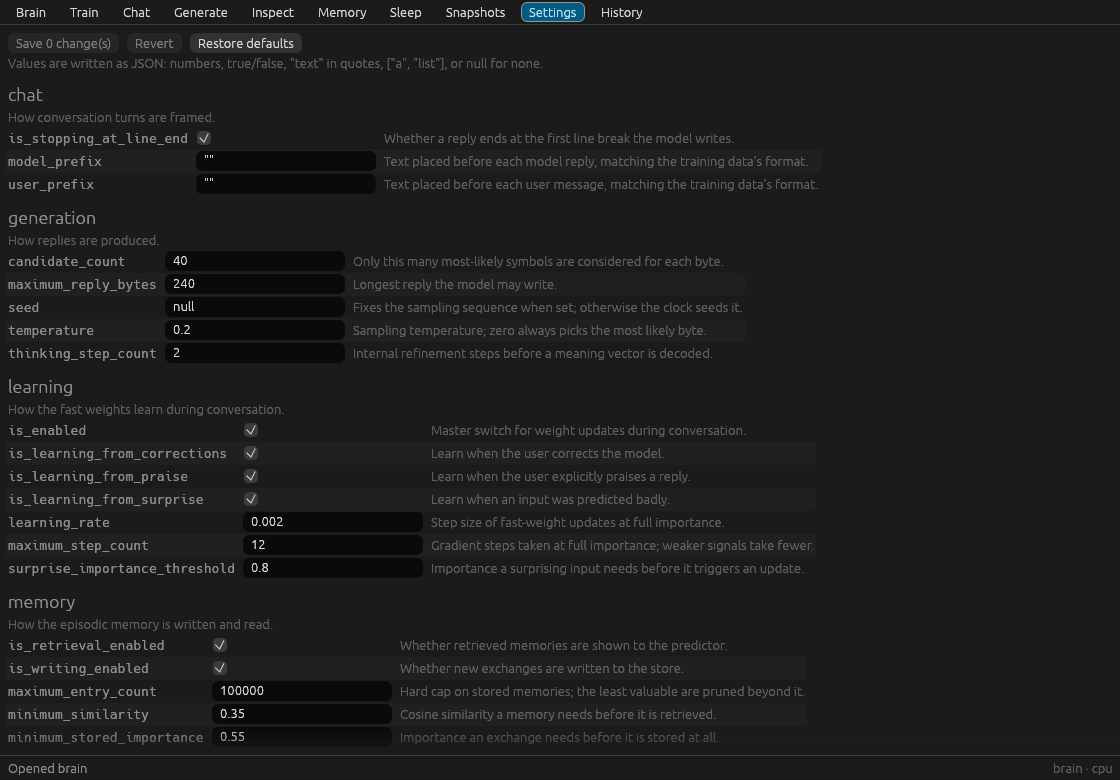 Brain Train Chat Generate Inspect Memory Sleep Snapshots Settings History
Save 0 change(s) Revert Restore defaults
Values are written as JSON: numbers, true/false, "text" in quotes, ["a", "list"], or null for none.
chat
How conversation turns are framed.
is_stopping_at_line_end Whether a reply ends at the first line break the model writes.
model_prefix "" Text placed before each model reply, matching the training data's format.
user_prefix "" Text placed before each user message, matching the training data's format.
generation
How replies are produced.
candidate_count 40 Only this many most-likely symbols are considered for each byte.
maximum_reply_bytes 240 Longest reply the model may write.
seed null Fixes the sampling sequence when set; otherwise the clock seeds it.
temperature 0.2 Sampling temperature; zero always picks the most likely byte.
thinking_step_count 2 Internal refinement steps before a meaning vector is decoded.
learning
How the fast weights learn during conversation.
is_enabled Master switch for weight updates during conversation.
is_learning_from_corrections Learn when the user corrects the model.
is_learning_from_praise Learn when the user explicitly praises a reply.
is_learning_from_surprise Learn when an input was predicted badly.
learning_rate 0.002 Step size of fast-weight updates at full importance.
maximum_step_count 12 Gradient steps taken at full importance; weaker signals take fewer.
surprise_importance_threshold 0.8 Importance a surprising input needs before it triggers an update.
memory
How the episodic memory is written and read.
is_retrieval_enabled Whether retrieved memories are shown to the predictor.
is_writing_enabled Whether new exchanges are written to the store.
maximum_entry_count 100000 Hard cap on stored memories; the least valuable are pruned beyond it.
minimum_similarity 0.35 Cosine similarity a memory needs before it is retrieved.
minimum_stored_importance 0.55 Importance an exchange needs before it is stored at all.
Opened brain brain · cpu